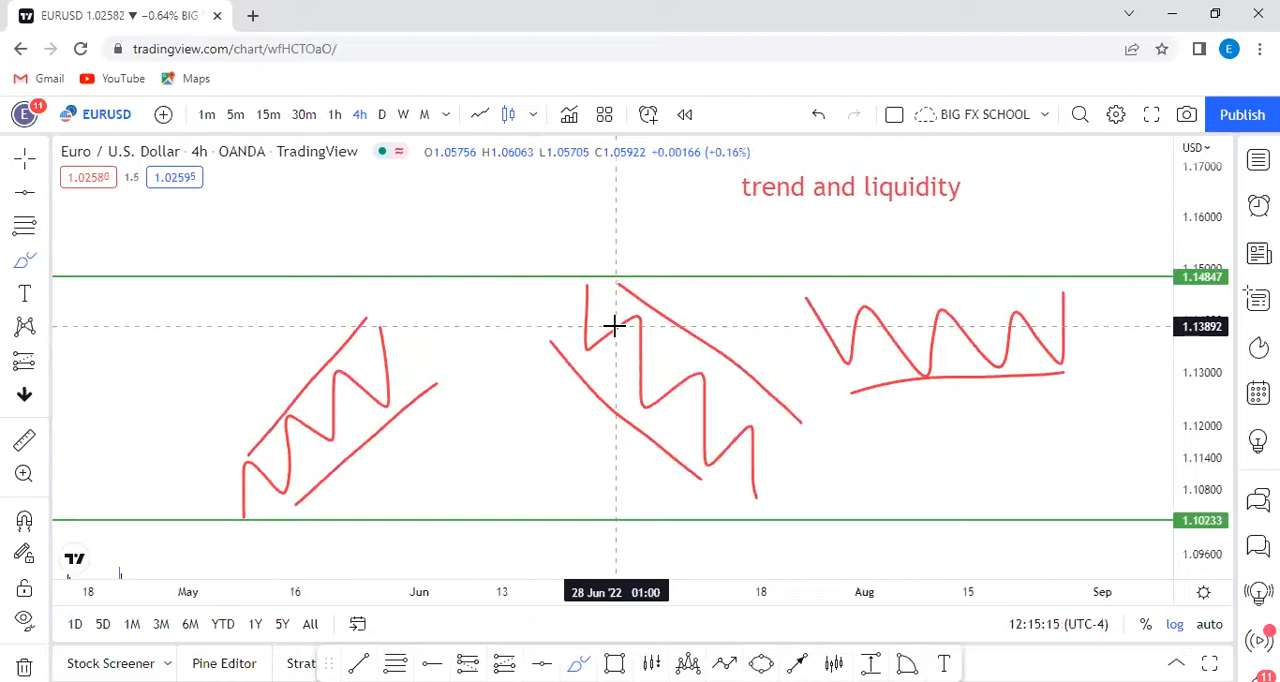 EURUSD 1.02582 ▼ −0.64% BIG
tradingview.com/chart/wfHCTOaO/
E
Gmail YouTube Maps
E 11 EURUSD 1m 5m 15m 30m 1h 4h D W M BIG FX SCHOOL Publish
Euro / U.S. Dollar · 4h · OANDA · TradingView O1.05756 H1.06063 L1.05705 C1.05922 +0.00166 (+0.16%) USD
1.17000
1.02580 1.5 1.02595
trend and liquidity
1.16000
1.15000
1.14847
1.13892
1.13000
1.12000
1.11400
1.10800
1.10233
1.09600
18 May 16 Jun 13 28 Jun '22 01:00 18 Aug 15 Sep
1D 5D 1M 3M 6M YTD 1Y 5Y All 12:15:15 (UTC-4) % log auto
Stock Screener Pine Editor Strat T
11